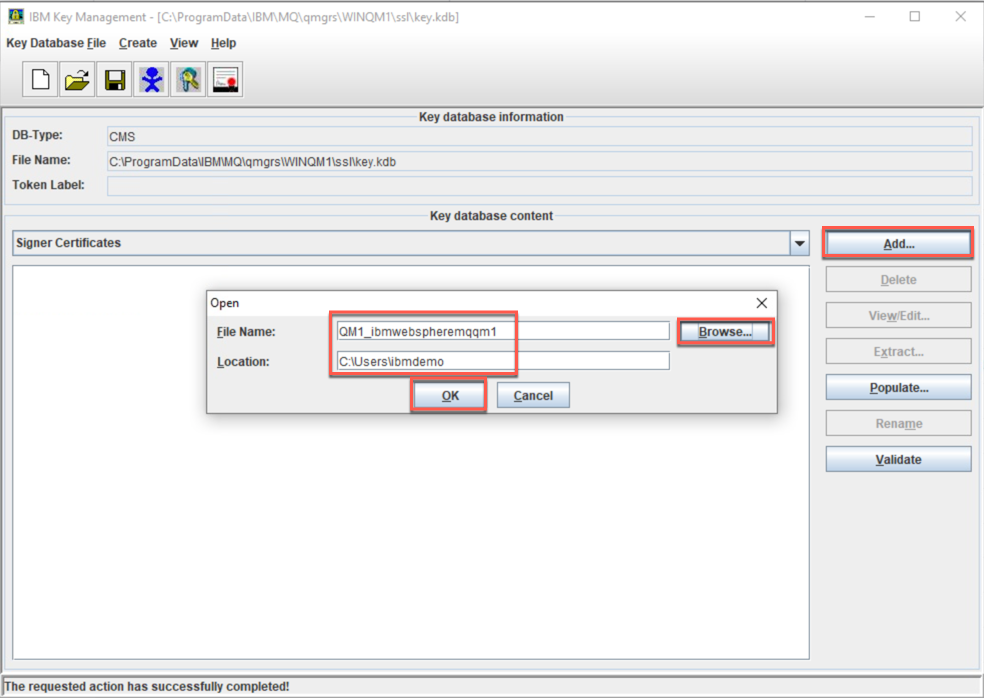 IBM Key Management - [C:\ProgramData\IBM\MQ\qmgrs\WINQM1\ssl\key.kdb]
Key Database File Create View Help
Key database information
DB-Type: CMS
File Name: C:\ProgramData\IBM\MQ\qmgrs\WINQM1\ssl\key.kdb
Token Label:
Key database content
Signer Certificates
Add...
Delete
View/Edit...
Extract...
Populate...
Rename
Validate
Open
File Name: QM1_ibmwebspheremqqm1 Browse...
Location: C:\Users\ibmdemo
OK Cancel
The requested action has successfully completed!